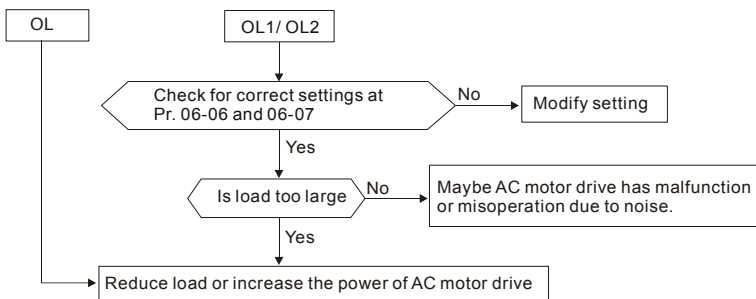 OL
OL1/ OL2
Check for correct settings at
Pr. 06-06 and 06-07
No
Modify setting
Yes
Is load too large
No
Maybe AC motor drive has malfunction
or misoperation due to noise.
Yes
Reduce load or increase the power of AC motor drive